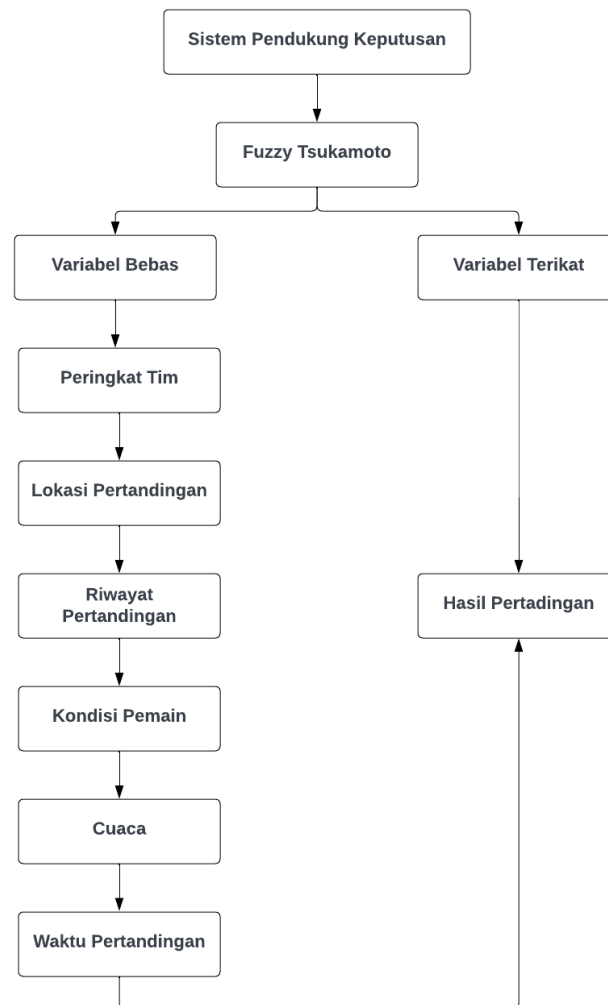 Sistem Pendukung Keputusan
Fuzzy Tsukamoto
Variabel Bebas
Variabel Terikat
Peringkat Tim
Lokasi Pertandingan
Riwayat
Pertandingan
Hasil Pertadingan
Kondisi Pemain
Cuaca
Waktu Pertandingan